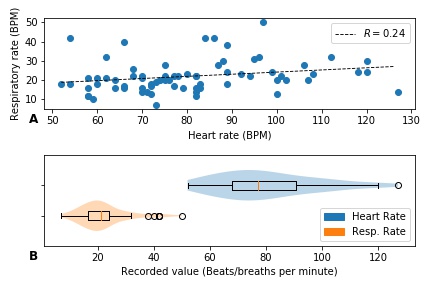 50
40
30
20
10
Respiratory rate (BPM)
R = 0.24
50 60 70 80 90 100 110 120 130
A
Heart rate (BPM)
Heart Rate
Resp. Rate
20 40 60 80 100 120
B
Recorded value (Beats/breaths per minute)